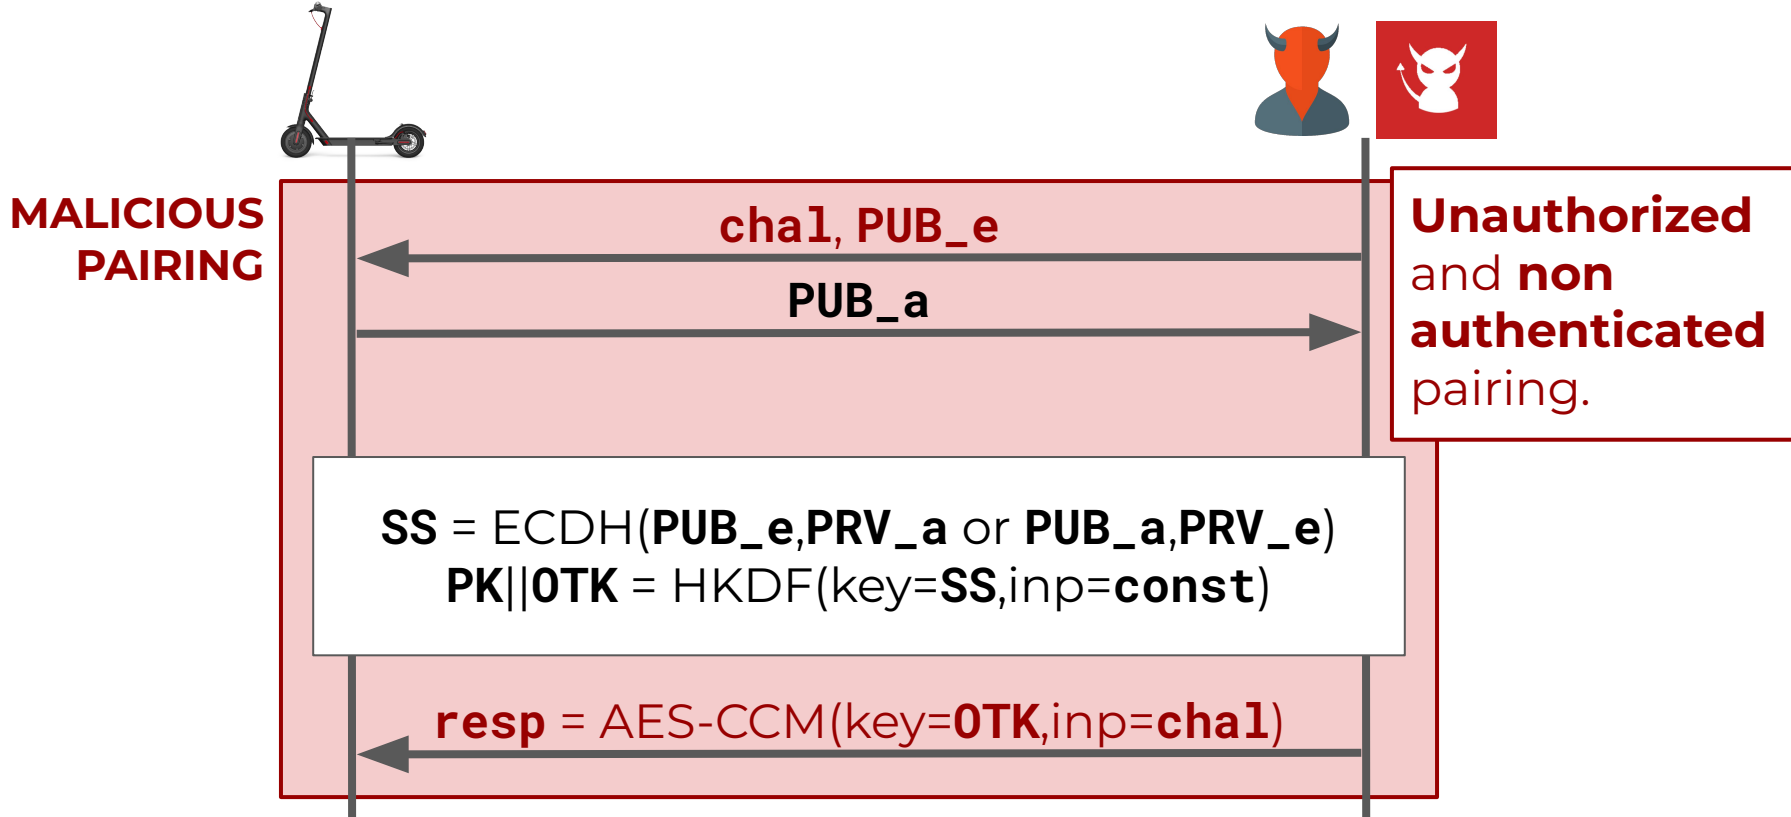 MALICIOUS
PAIRING
chal, PUB_e
PUB_a
Unauthorized
and non
authenticated
pairing.
SS = ECDH(PUB_e,PRV_a or PUB_a,PRV_e)
PK||OTK = HKDF(key=SS,inp=const)
resp = AES-CCM(key=OTK,inp=chal)